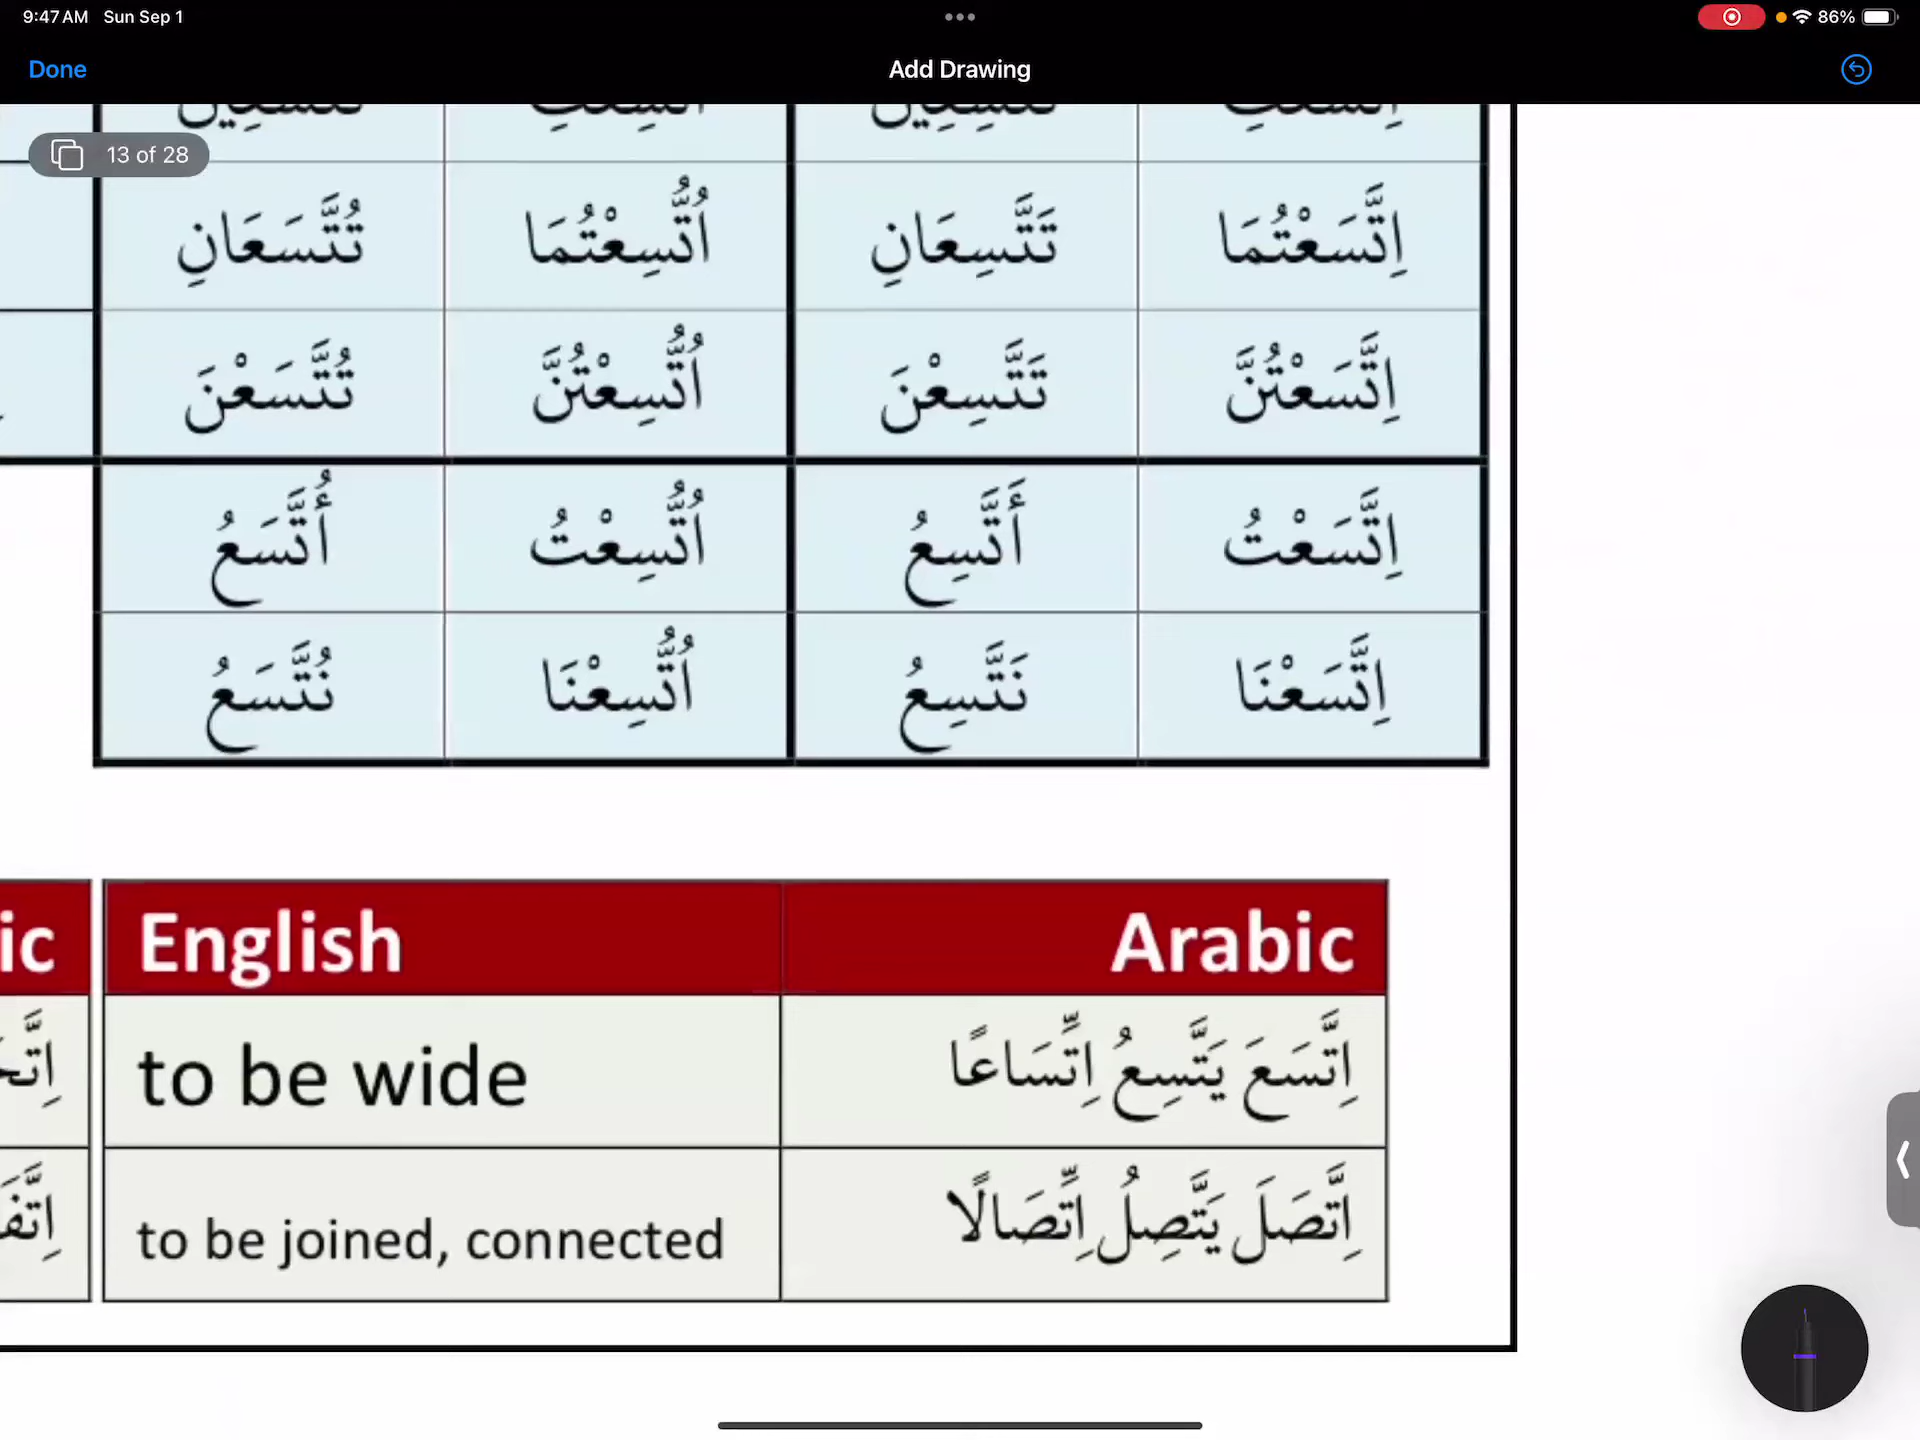 9:47 AM Sun Sep 1
86%
Done
Add Drawing
13 of 28
اِتَّسَعْتُمَا تَتَّسِعَانِ اُتُّسِعْتُمَا تُتَّسَعَانِ
اِتَّسَعْتُنَّ تَتَّسِعْنَ اُتُّسِعْتُنَّ تُتَّسَعْنَ
اِتَّسَعْتُ أَتَّسِعُ اُتُّسِعْتُ أُتَّسَعُ
اِتَّسَعْنَا نَتَّسِعُ اُتُّسِعْنَا نُتَّسَعُ
ic English Arabic
to be wide اِتَّسَعَ يَتَّسِعُ اِتِّسَاعًا
to be joined, connected اِتَّصَلَ يَتَّصِلُ اِتِّصَالًا